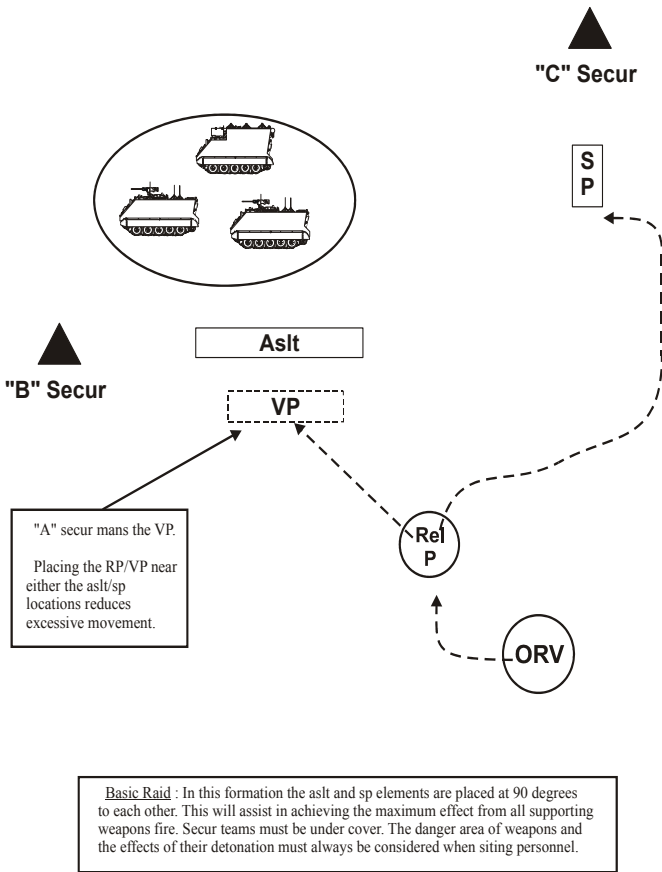 "C" Secur
S
P
Aslt
"B" Secur
VP
"A" secur mans the VP.
Placing the RP/VP near
either the aslt/sp
locations reduces
excessive movement.
Rel
P
ORV
Basic Raid : In this formation the aslt and sp elements are placed at 90 degrees
to each other. This will assist in achieving the maximum effect from all supporting
weapons fire. Secur teams must be under cover. The danger area of weapons and
the effects of their detonation must always be considered when siting personnel.